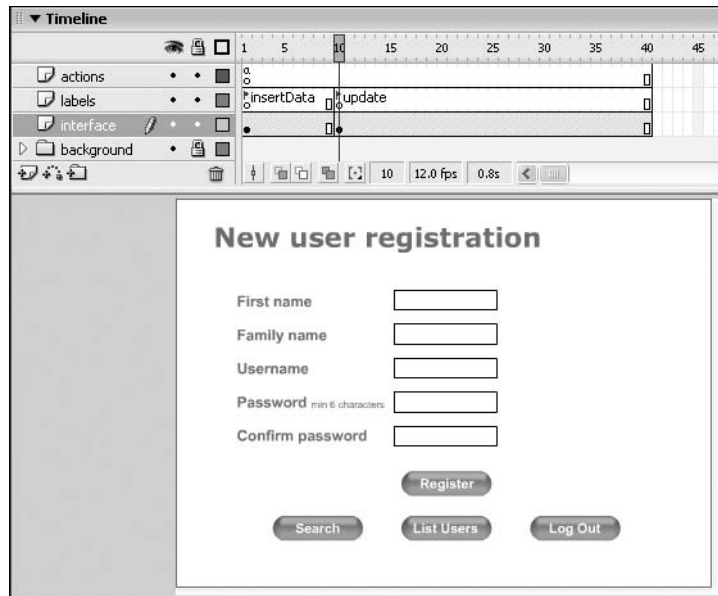 Timeline
1 5 10 15 20 25 30 35 40 45
actions a
labels insertData update
interface
background
10 12.0 fps 0.8s
New user registration
First name
Family name
Username
Password min 6 characters
Confirm password
Register
Search List Users Log Out